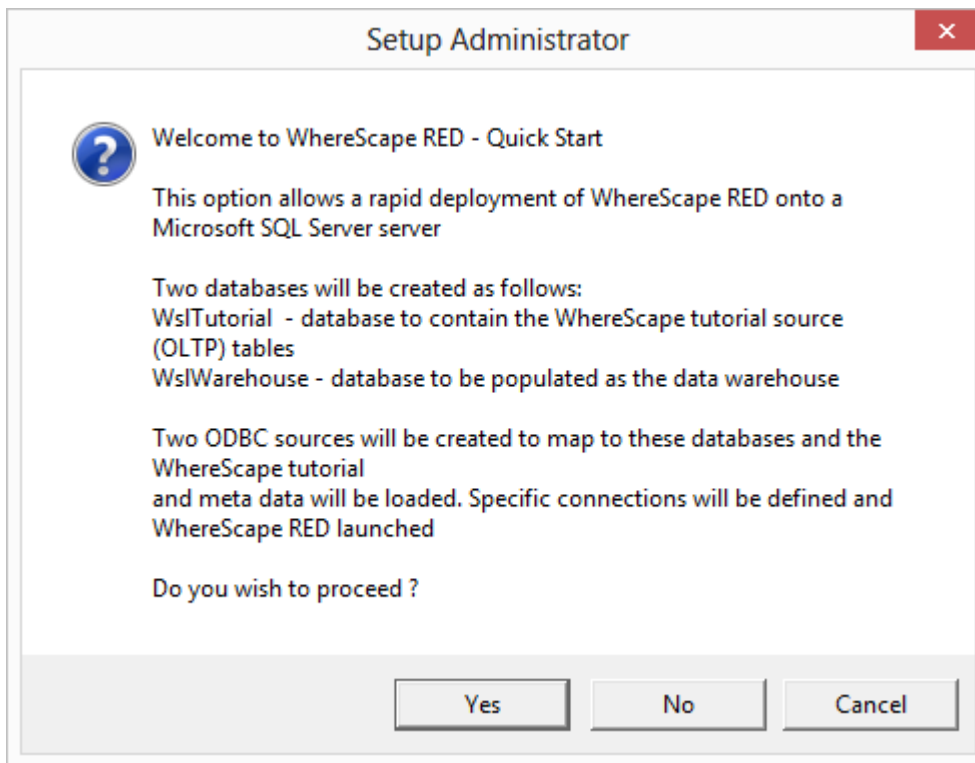 Setup Administrator
Welcome to WhereScape RED - Quick Start
This option allows a rapid deployment of WhereScape RED onto a
Microsoft SQL Server server
Two databases will be created as follows:
WslTutorial  - database to contain the WhereScape tutorial source
(OLTP) tables
WslWarehouse - database to be populated as the data warehouse
Two ODBC sources will be created to map to these databases and the
WhereScape tutorial
and meta data will be loaded. Specific connections will be defined and
WhereScape RED launched
Do you wish to proceed ?
Yes No Cancel